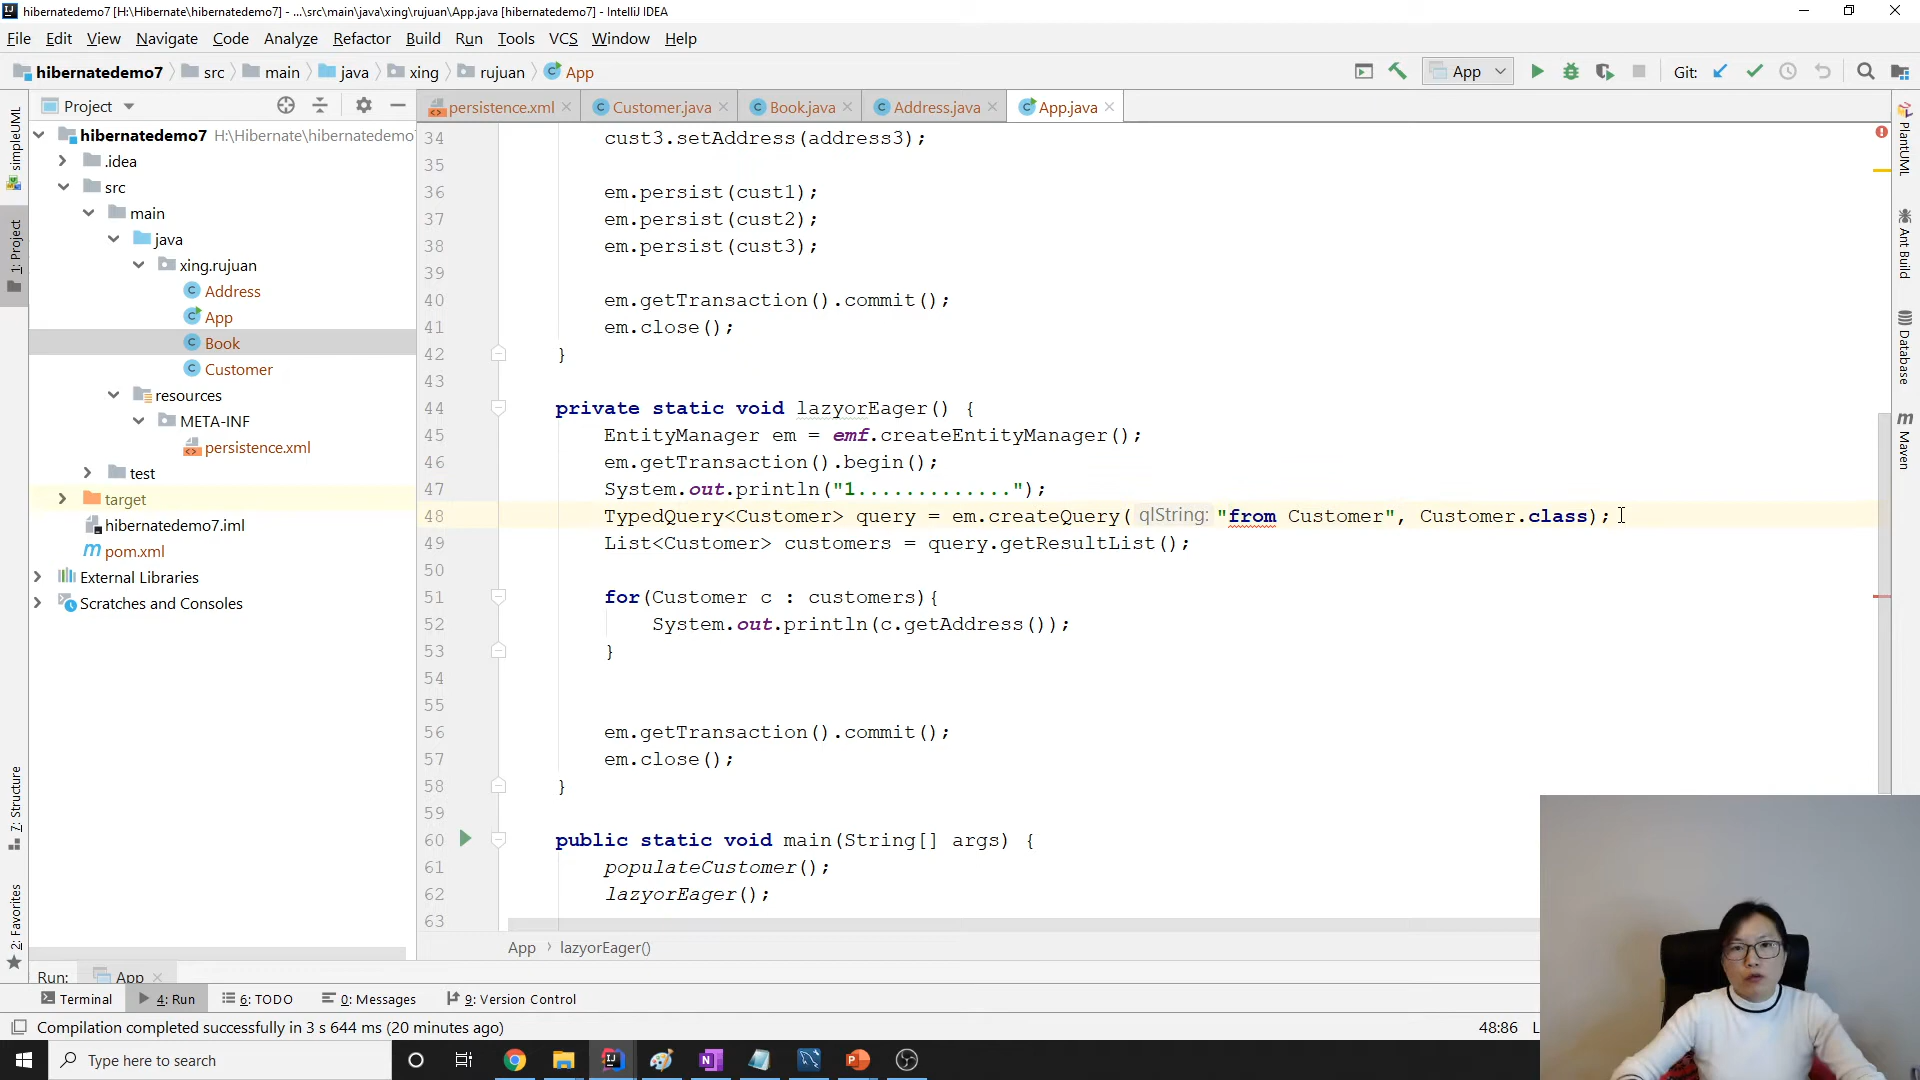 hibernatedemo7 [H:\Hibernate\hibernatedemo7] - ...\src\main\java\xing\rujuan\App.java [hibernatedemo7] - IntelliJ IDEA
File Edit View Navigate Code Analyze Refactor Build Run Tools VCS Window Help
hibernatedemo7 src main java xing rujuan App
App Git:
Project
persistence.xml Customer.java Book.java Address.java App.java
simpleUML
1: Project
7: Structure
2: Favorites
hibernatedemo7 H:\Hibernate\hibernatedemo
.idea
src
main
java
xing.rujuan
Address
App
Book
Customer
resources
META-INF
persistence.xml
test
target
hibernatedemo7.iml
pom.xml
External Libraries
Scratches and Consoles
34 cust3.setAddress(address3);
35
36 em.persist(cust1);
37 em.persist(cust2);
38 em.persist(cust3);
39
40 em.getTransaction().commit();
41 em.close();
42 }
43
44 private static void lazyorEager() {
45 EntityManager em = emf.createEntityManager();
46 em.getTransaction().begin();
47 System.out.println("1.............");
48 TypedQuery<Customer> query = em.createQuery( qlString: "from Customer", Customer.class);
49 List<Customer> customers = query.getResultList();
50
51 for(Customer c : customers){
52 System.out.println(c.getAddress());
53 }
54
55
56 em.getTransaction().commit();
57 em.close();
58 }
59
60 public static void main(String[] args) {
61 populateCustomer();
62 lazyorEager();
63
App › lazyorEager()
PlantUML
Ant Build
Database
Maven
Run: App
Terminal 4: Run 6: TODO 0: Messages 9: Version Control
Compilation completed successfully in 3 s 644 ms (20 minutes ago)
48:86
Type here to search